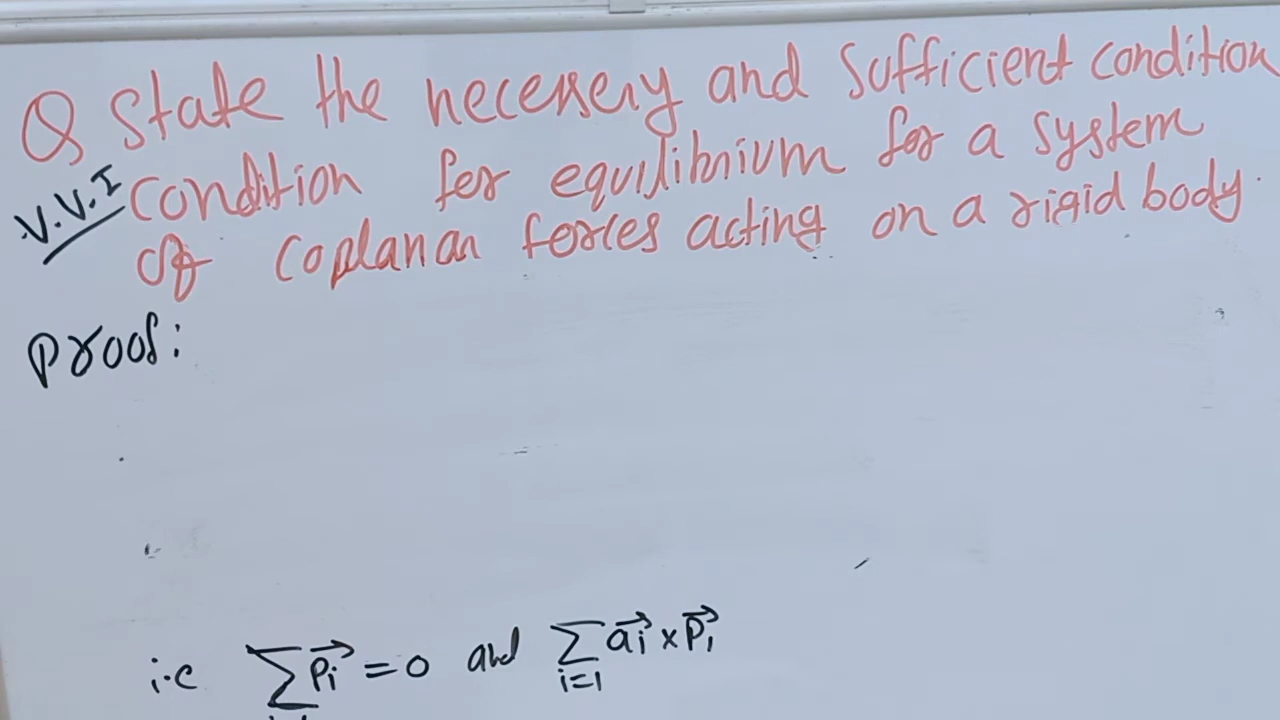 Q State the necessery and Sufficient condition
V.V.I condition for equilibrium for a system
of coplanar forces acting on a rigid body.
Proof:
i.e ∑ P⃗i = 0 and ∑ i=1 a⃗i × P⃗i